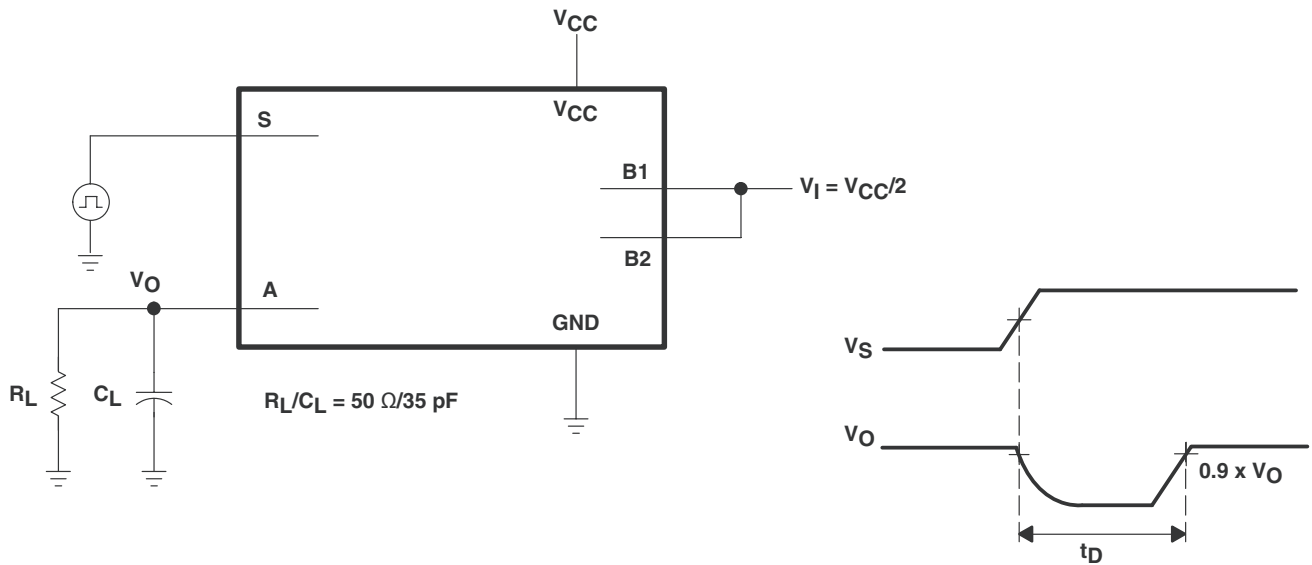 VCC
VCC
S
B1
VI = VCC/2
B2
VO
A
GND
RL
CL
RL/CL = 50 Ω/35 pF
VS
VO
0.9 x VO
tD